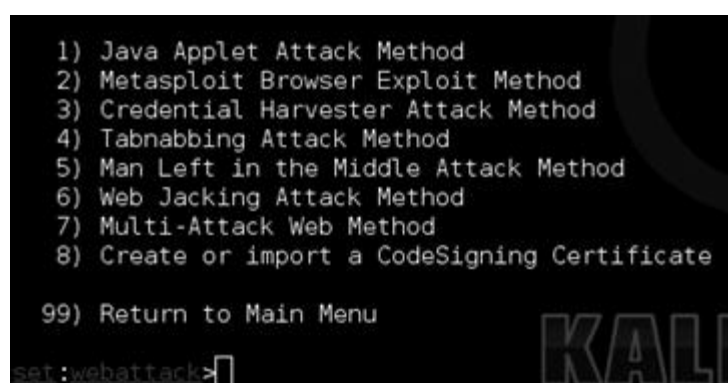 1) Java Applet Attack Method
2) Metasploit Browser Exploit Method
3) Credential Harvester Attack Method
4) Tabnabbing Attack Method
5) Man Left in the Middle Attack Method
6) Web Jacking Attack Method
7) Multi-Attack Web Method
8) Create or import a CodeSigning Certificate
99) Return to Main Menu
KALI
set:webattack>